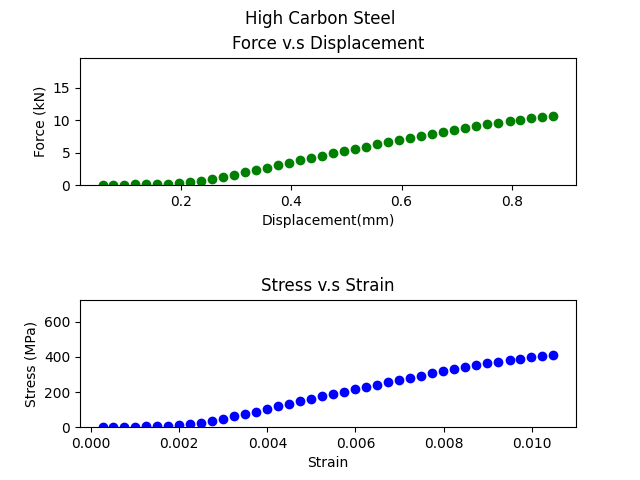 High Carbon Steel
Force v.s Displacement
Force (kN)
15
10
5
0
0.2 0.4 0.6 0.8
Displacement(mm)
Stress v.s Strain
Stress (MPa)
600
400
200
0
0.000 0.002 0.004 0.006 0.008 0.010
Strain